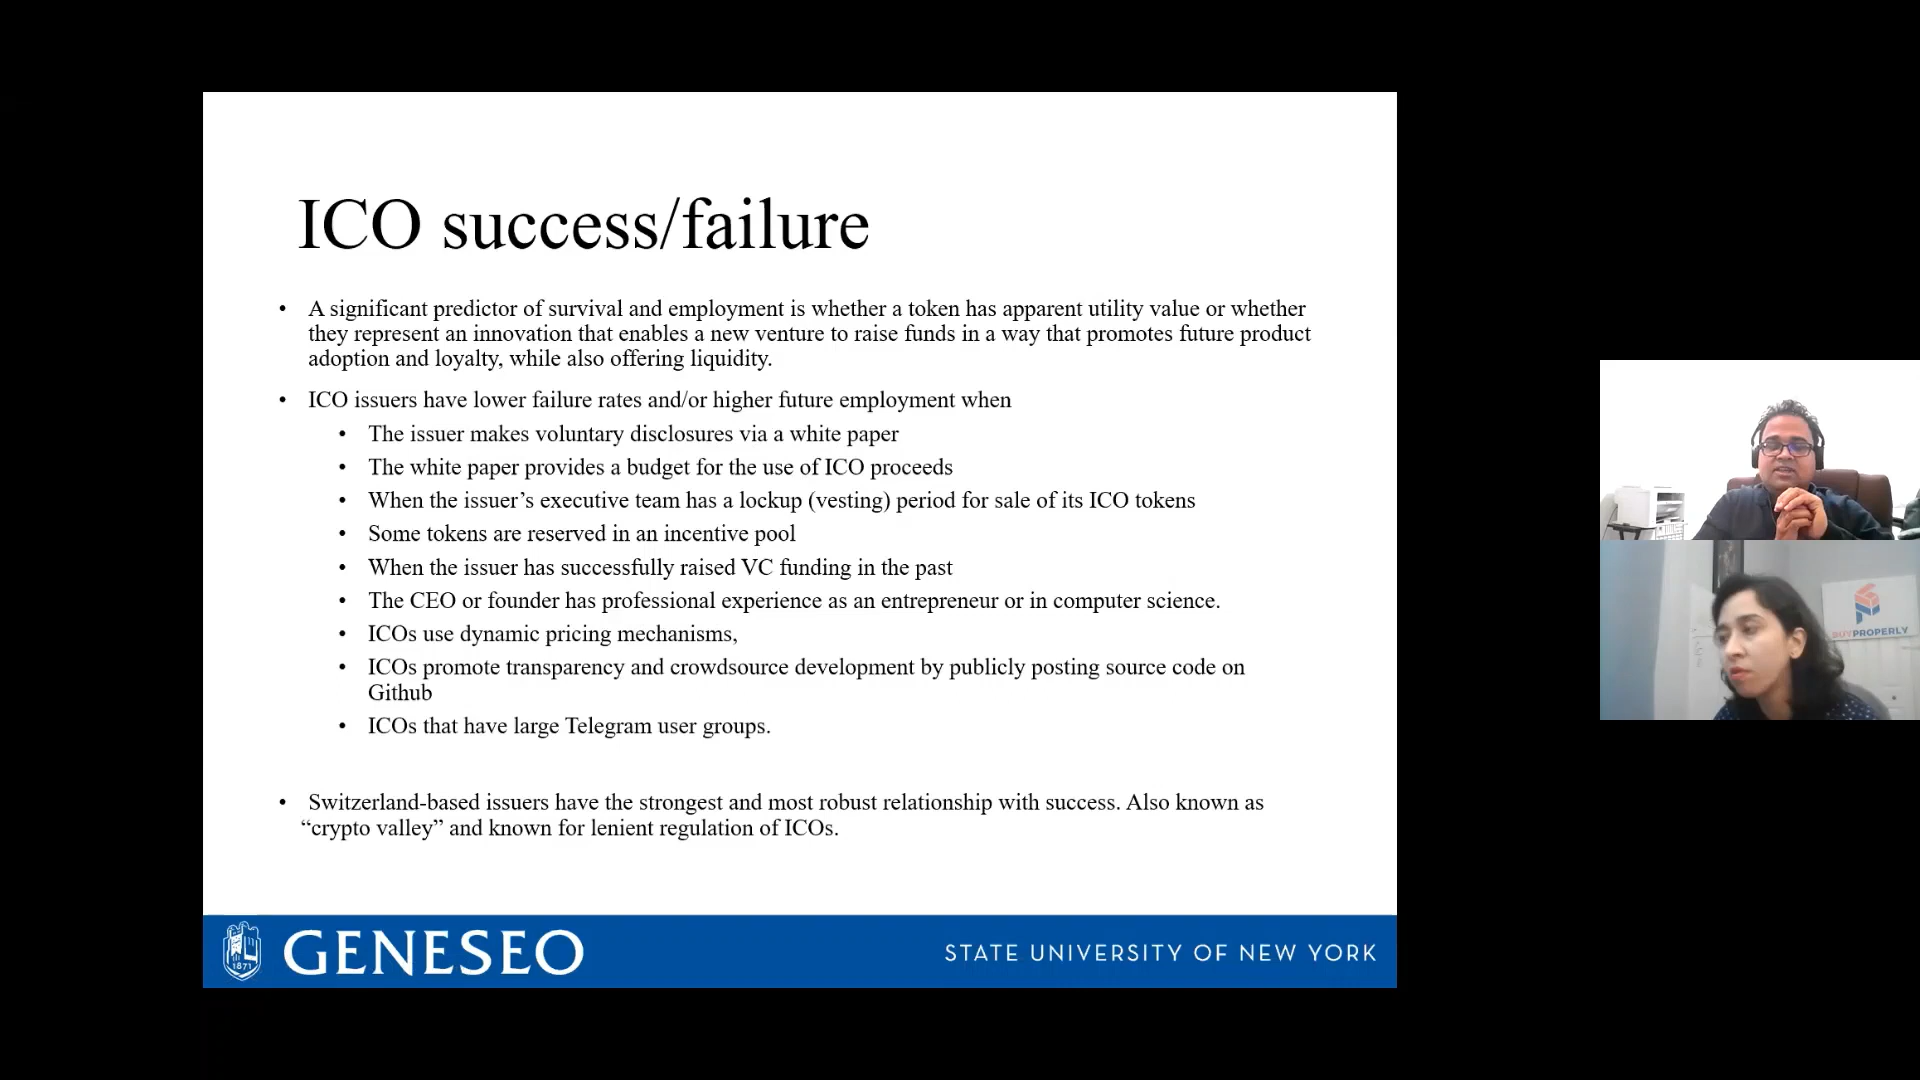 ICO success/failure
• A significant predictor of survival and employment is whether a token has apparent utility value or whether
they represent an innovation that enables a new venture to raise funds in a way that promotes future product
adoption and loyalty, while also offering liquidity.
• ICO issuers have lower failure rates and/or higher future employment when
• The issuer makes voluntary disclosures via a white paper
• The white paper provides a budget for the use of ICO proceeds
• When the issuer’s executive team has a lockup (vesting) period for sale of its ICO tokens
• Some tokens are reserved in an incentive pool
• When the issuer has successfully raised VC funding in the past
• The CEO or founder has professional experience as an entrepreneur or in computer science.
• ICOs use dynamic pricing mechanisms,
• ICOs promote transparency and crowdsource development by publicly posting source code on
Github
• ICOs that have large Telegram user groups.
• Switzerland-based issuers have the strongest and most robust relationship with success. Also known as
“crypto valley” and known for lenient regulation of ICOs.
1871
GENESEO
STATE UNIVERSITY OF NEW YORK
BUYPROPERLY